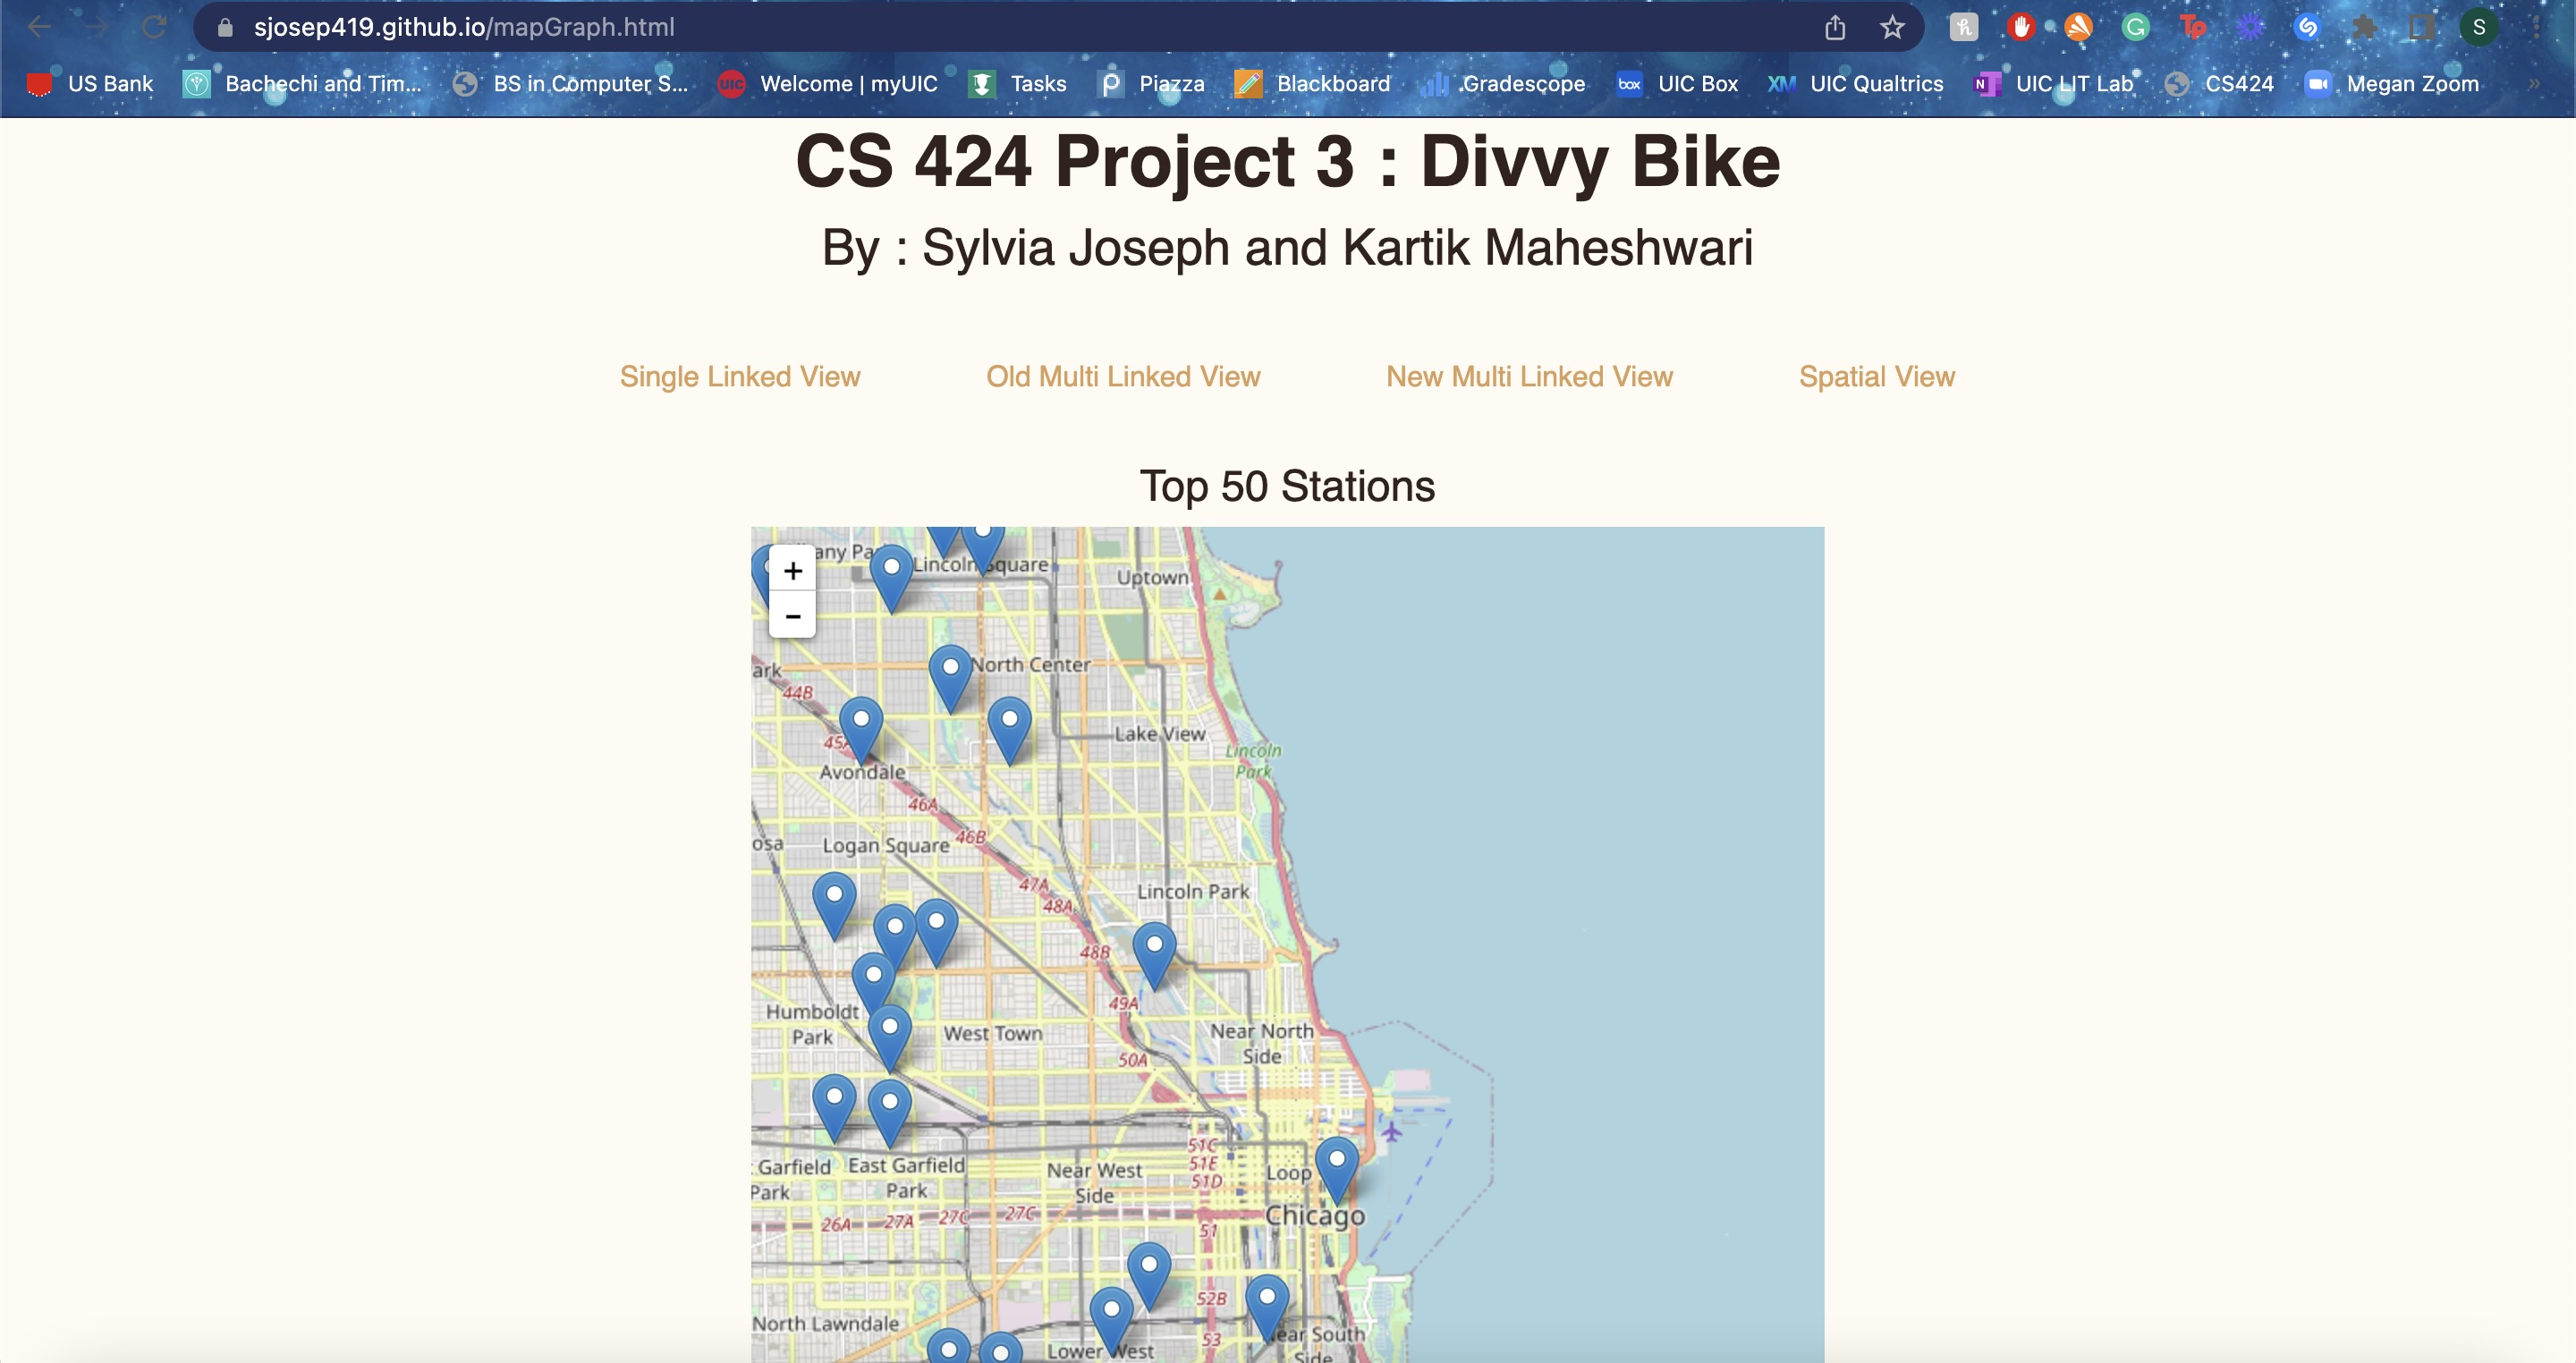 sjosep419.github.io/mapGraph.html
S
US Bank Bachechi and Tim... BS in Computer S... UIC Welcome | myUIC Tasks Piazza Blackboard Gradescope box UIC Box XM UIC Qualtrics N UIC LIT Lab CS424 Megan Zoom »
CS 424 Project 3 : Divvy Bike
By : Sylvia Joseph and Kartik Maheshwari
Single Linked View Old Multi Linked View New Multi Linked View Spatial View
Top 50 Stations
+
−
any Pa
Lincoln Square
Uptown
North Center
ark
44B
45A
Lake View
Lincoln
Park
Avondale
46A
46B
osa
Logan Square
47A
48A
Lincoln Park
48B
49A
Humboldt
Park
West Town
Near North
Side
50A
51C
51E
51D
Garfield
Park
East Garfield
Park
Near West
Side
Loop
Chicago
26A 27A 27C 27C
51
52B
North Lawndale
53
ear South
Side
Lower West